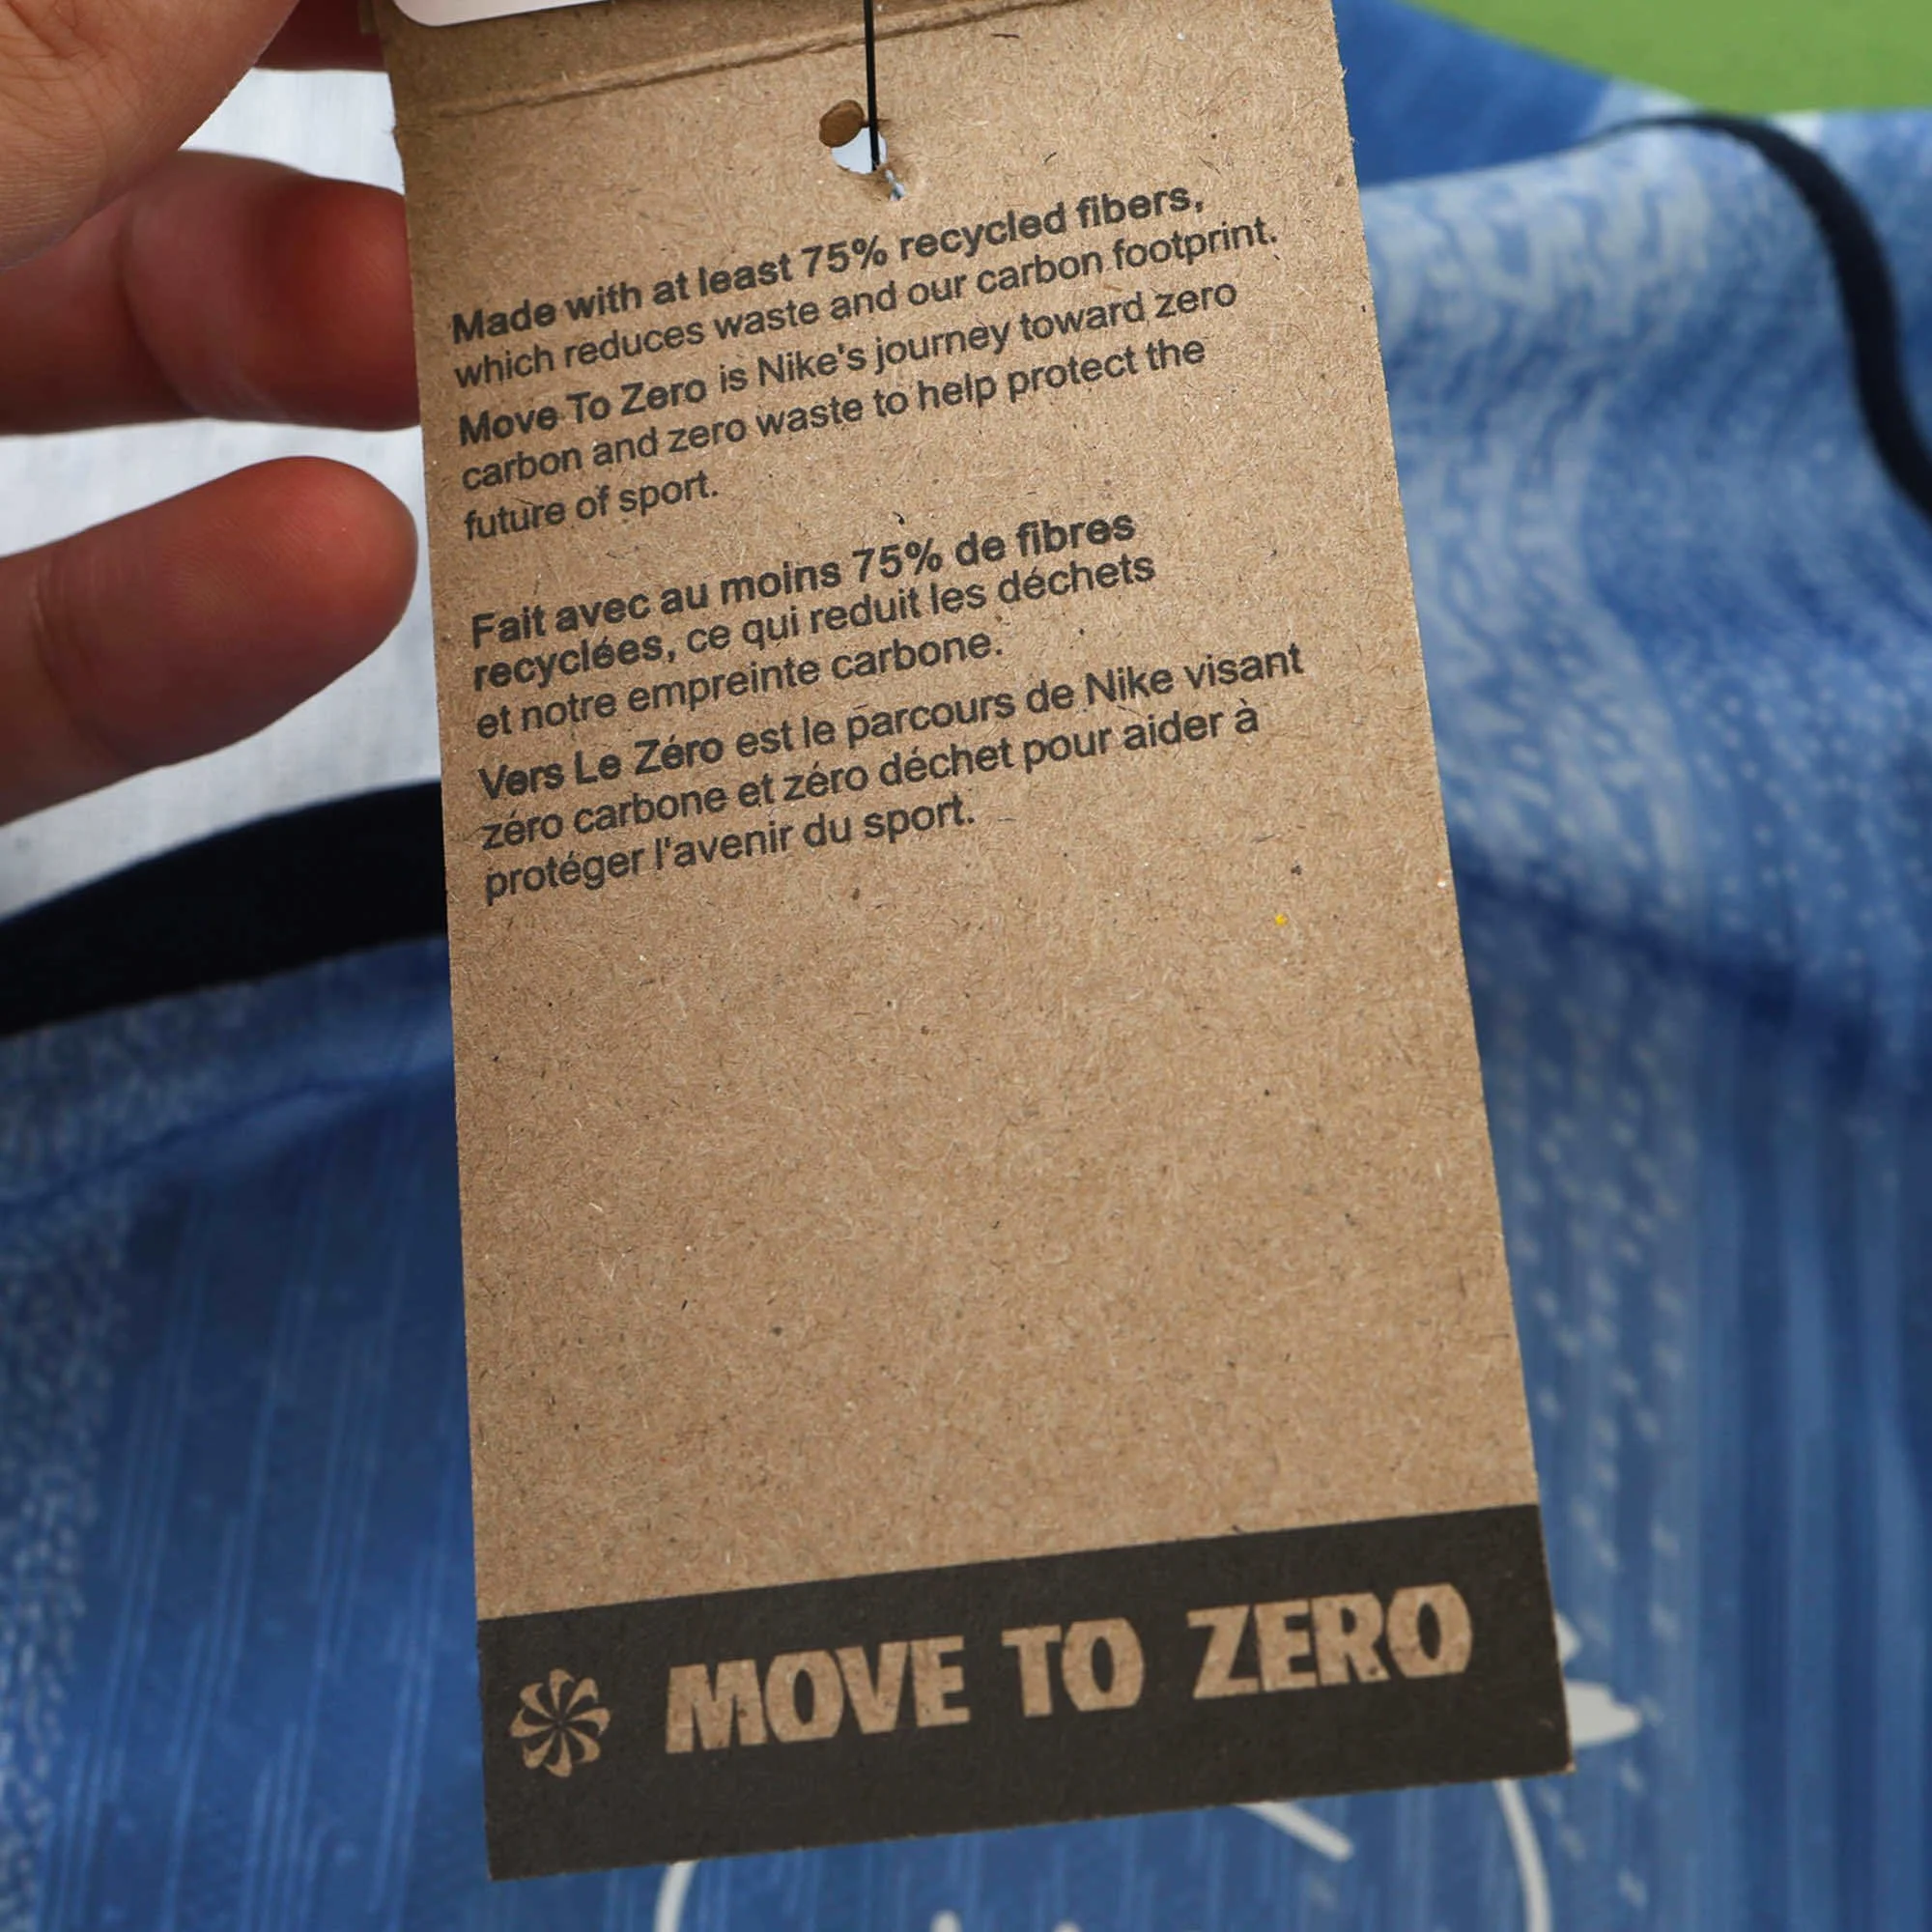 Made with at least 75% recycled fibers,
which reduces waste and our carbon footprint.
Move To Zero is Nike's journey toward zero
carbon and zero waste to help protect the
future of sport.
Fait avec au moins 75% de fibres
recyclées, ce qui reduit les déchets
et notre empreinte carbone.
Vers Le Zéro est le parcours de Nike visant
zéro carbone et zéro déchet pour aider à
protéger l'avenir du sport.
MOVE TO ZERO